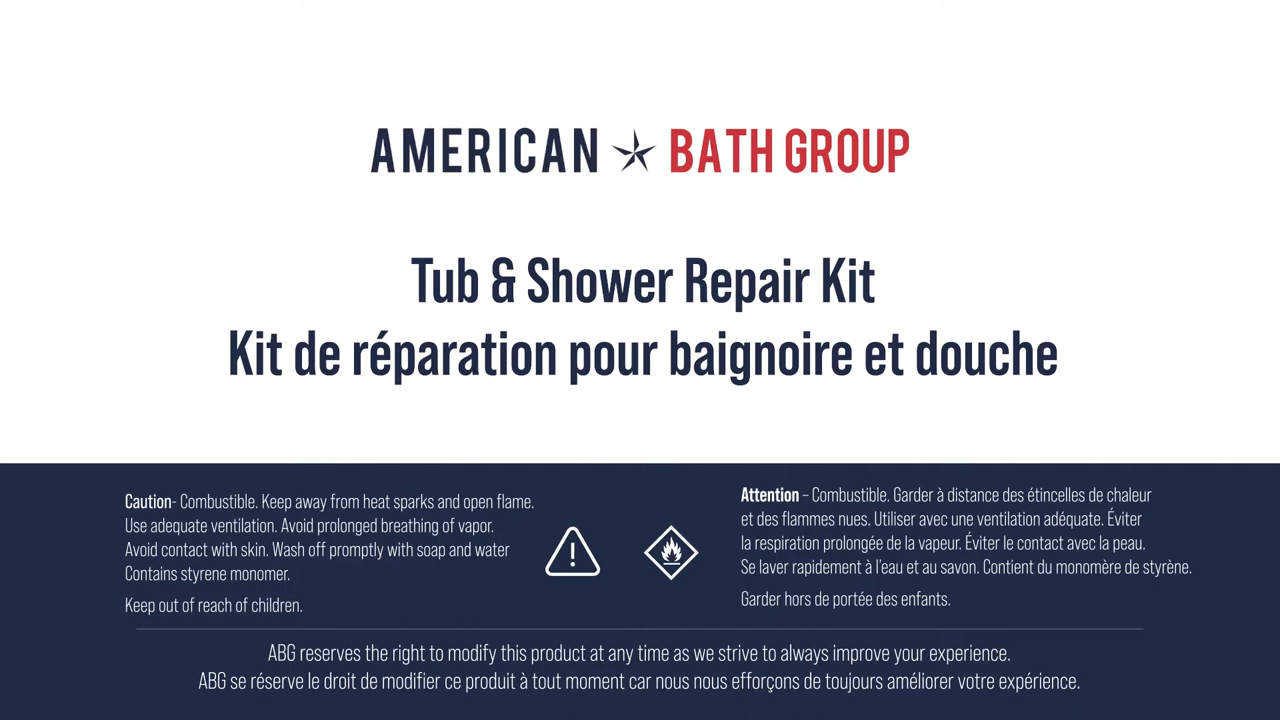 AMERICAN BATH GROUP
Tub & Shower Repair Kit
Kit de réparation pour baignoire et douche
Caution- Combustible. Keep away from heat sparks and open flame.
Use adequate ventilation. Avoid prolonged breathing of vapor.
Avoid contact with skin. Wash off promptly with soap and water
Contains styrene monomer.
Keep out of reach of children.
Attention – Combustible. Garder à distance des étincelles de chaleur
et des flammes nues. Utiliser avec une ventilation adéquate. Éviter
la respiration prolongée de la vapeur. Éviter le contact avec la peau.
Se laver rapidement à l'eau et au savon. Contient du monomère de styrène.
Garder hors de portée des enfants.
ABG reserves the right to modify this product at any time as we strive to always improve your experience.
ABG se réserve le droit de modifier ce produit à tout moment car nous nous efforçons de toujours améliorer votre expérience.